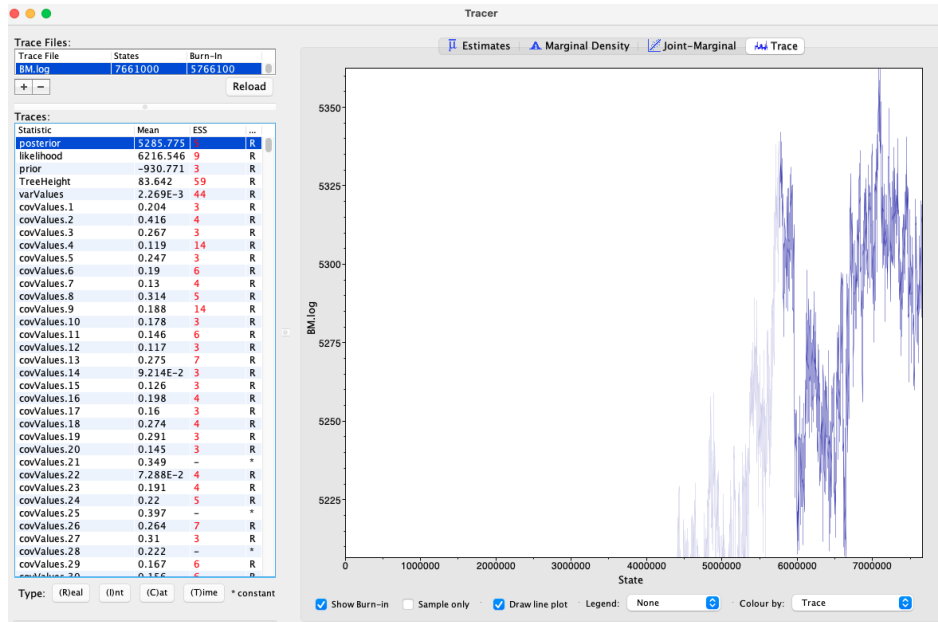 Tracer
Trace Files:
Trace File States Burn-In
BM.log 7661000 5766100
+ − Reload
Traces:
Statistic Mean ESS ...
posterior 5285.775 3 R
likelihood 6216.546 9 R
prior -930.771 3 R
TreeHeight 83.642 59 R
varValues 2.269E-3 44 R
covValues.1 0.204 3 R
covValues.2 0.416 4 R
covValues.3 0.267 3 R
covValues.4 0.119 14 R
covValues.5 0.247 3 R
covValues.6 0.19 6 R
covValues.7 0.13 4 R
covValues.8 0.314 5 R
covValues.9 0.188 14 R
covValues.10 0.178 3 R
covValues.11 0.146 6 R
covValues.12 0.117 3 R
covValues.13 0.275 7 R
covValues.14 9.214E-2 3 R
covValues.15 0.126 3 R
covValues.16 0.198 4 R
covValues.17 0.16 3 R
covValues.18 0.274 4 R
covValues.19 0.291 3 R
covValues.20 0.145 3 R
covValues.21 0.349 - *
covValues.22 7.288E-2 4 R
covValues.23 0.191 4 R
covValues.24 0.22 5 R
covValues.25 0.397 - *
covValues.26 0.264 7 R
covValues.27 0.31 3 R
covValues.28 0.222 - *
covValues.29 0.167 6 R
covValues.30 0.156 6 R
Type: (R)eal (I)nt (C)at (T)ime * constant
Estimates Marginal Density Joint-Marginal Trace
5350
5325
5300
5275
5250
5225
BM.log
0 1000000 2000000 3000000 4000000 5000000 6000000 7000000
State
Show Burn-in Sample only Draw line plot Legend: None Colour by: Trace